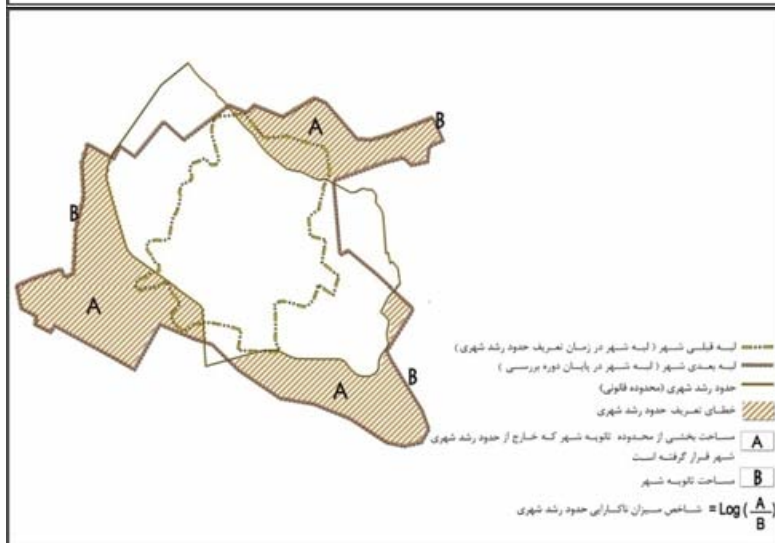 A
B
B
A
A
B
لبه قبلی شهر ( لبه شهر در زمان تعریف حدود رشد شهری )
لبه بعدی شهر ( لبه شهر در پایان دوره بررسی )
حدود رشد شهری (محدوده قانونی)
خطای تعریف حدود رشد شهری
A مساحت بخشی از محدوده ثانویه شهر که خارج از حدود رشد شهری
شهر قرار گرفته است
B مساحت ثانویه شهر
شاخص میزان ناکارایی حدود رشد شهری = Log (A/B)